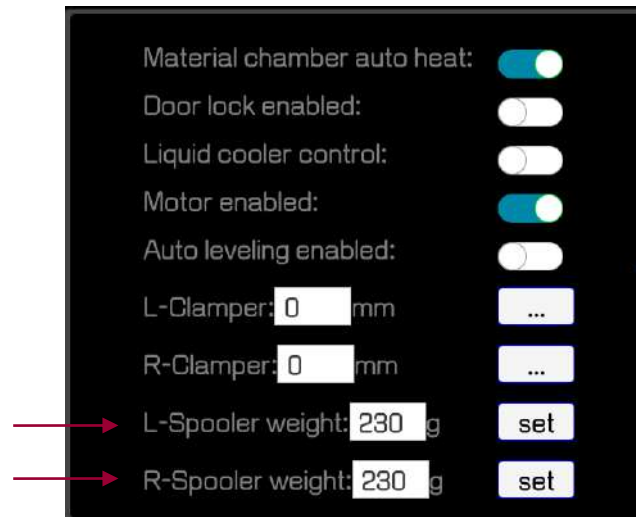 Material chamber auto heat:
Door lock enabled:
Liquid cooler control:
Motor enabled:
Auto leveling enabled:
L-Clamper: 0 mm ...
R-Clamper: 0 mm ...
L-Spooler weight: 230 g set
R-Spooler weight: 230 g set